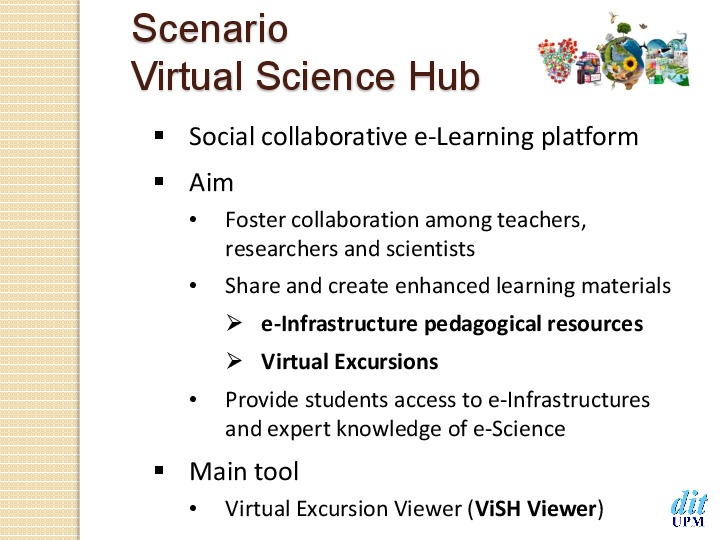 Scenario
Virtual Science Hub
▪ Social collaborative e-Learning platform
▪ Aim
• Foster collaboration among teachers,
researchers and scientists
• Share and create enhanced learning materials
➢ e-Infrastructure pedagogical resources
➢ Virtual Excursions
• Provide students access to e-Infrastructures
and expert knowledge of e-Science
▪ Main tool
• Virtual Excursion Viewer (ViSH Viewer)
dit
UPM